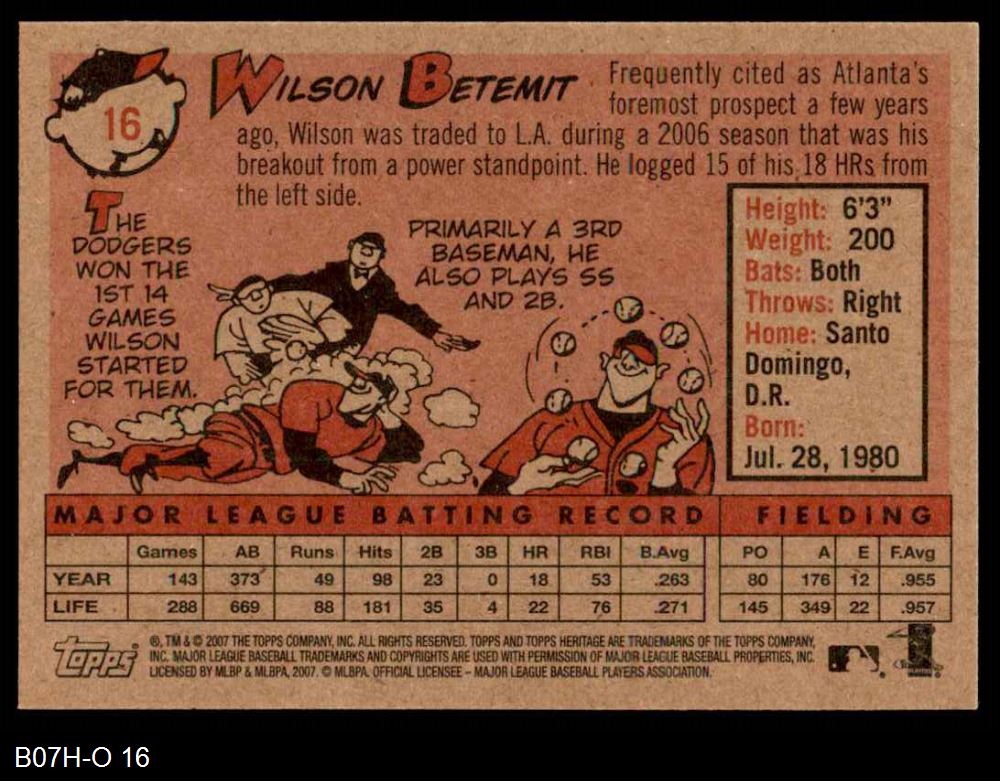 16
WILSON BETEMIT
Frequently cited as Atlanta's
foremost prospect a few years
ago, Wilson was traded to L.A. during a 2006 season that was his
breakout from a power standpoint. He logged 15 of his 18 HRs from
the left side.
THE
DODGERS
WON THE
1ST 14
GAMES
WILSON
STARTED
FOR THEM.
PRIMARILY A 3RD
BASEMAN, HE
ALSO PLAYS SS
AND 2B.
Height: 6'3"
Weight: 200
Bats: Both
Throws: Right
Home: Santo
Domingo,
D.R.
Born:
Jul. 28, 1980
MAJOR LEAGUE BATTING RECORD FIELDING
Games AB Runs Hits 2B 3B HR RBI B.Avg PO A E F.Avg
YEAR 143 373 49 98 23 0 18 53 .263 80 176 12 .955
LIFE 288 669 88 181 35 4 22 76 .271 145 349 22 .957
Topps
®, TM & © 2007 THE TOPPS COMPANY, INC. ALL RIGHTS RESERVED. TOPPS AND TOPPS HERITAGE ARE TRADEMARKS OF THE TOPPS COMPANY,
INC. MAJOR LEAGUE BASEBALL TRADEMARKS AND COPYRIGHTS ARE USED WITH PERMISSION OF MAJOR LEAGUE BASEBALL PROPERTIES, INC.
LICENSED BY MLBP & MLBPA, 2007. © MLBPA. OFFICIAL LICENSEE – MAJOR LEAGUE BASEBALL PLAYERS ASSOCIATION.
B07H-O 16